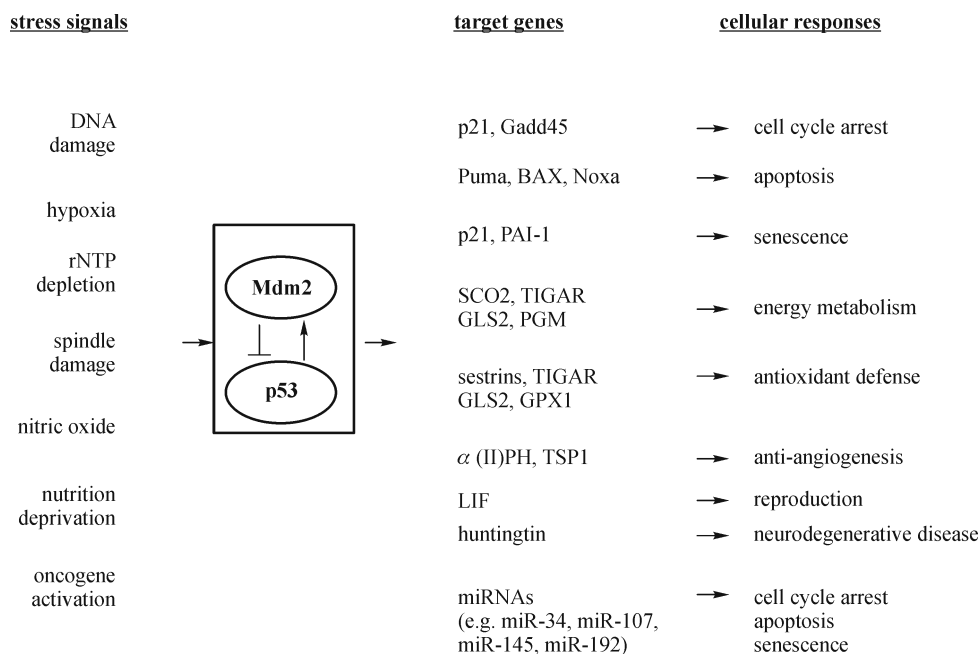 stress signals
target genes
cellular responses
DNA
damage
hypoxia
rNTP
depletion
spindle
damage
nitric oxide
nutrition
deprivation
oncogene
activation
Mdm2
p53
p21, Gadd45
cell cycle arrest
Puma, BAX, Noxa
apoptosis
p21, PAI-1
senescence
SCO2, TIGAR
GLS2, PGM
energy metabolism
sestrins, TIGAR
GLS2, GPX1
antioxidant defense
α (II)PH, TSP1
anti-angiogenesis
LIF
reproduction
huntingtin
neurodegenerative disease
miRNAs
(e.g. miR-34, miR-107,
miR-145, miR-192)
cell cycle arrest
apoptosis
senescence